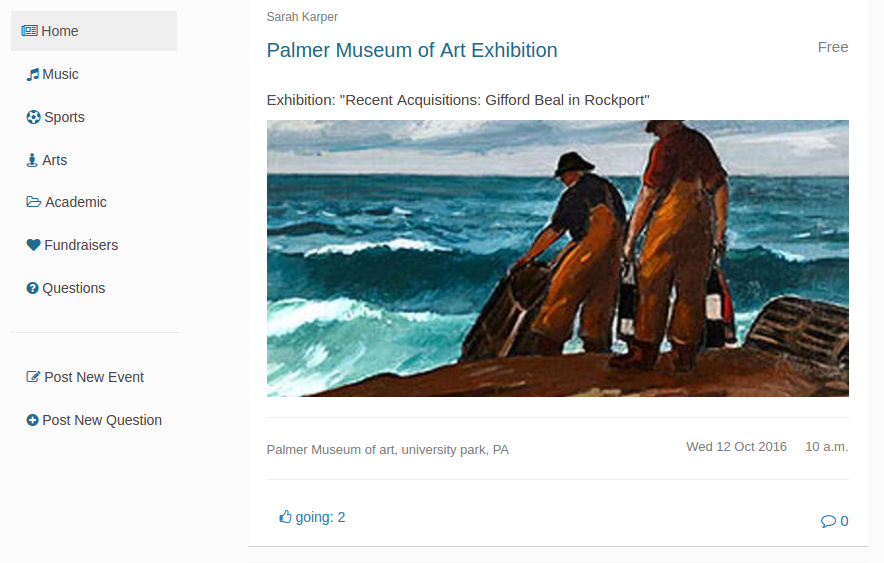 Home
Music
Sports
Arts
Academic
Fundraisers
Questions
Post New Event
Post New Question
Sarah Karper
Palmer Museum of Art Exhibition
Free
Exhibition: "Recent Acquisitions: Gifford Beal in Rockport"
Palmer Museum of art, university park, PA
Wed 12 Oct 2016 10 a.m.
going: 2
0